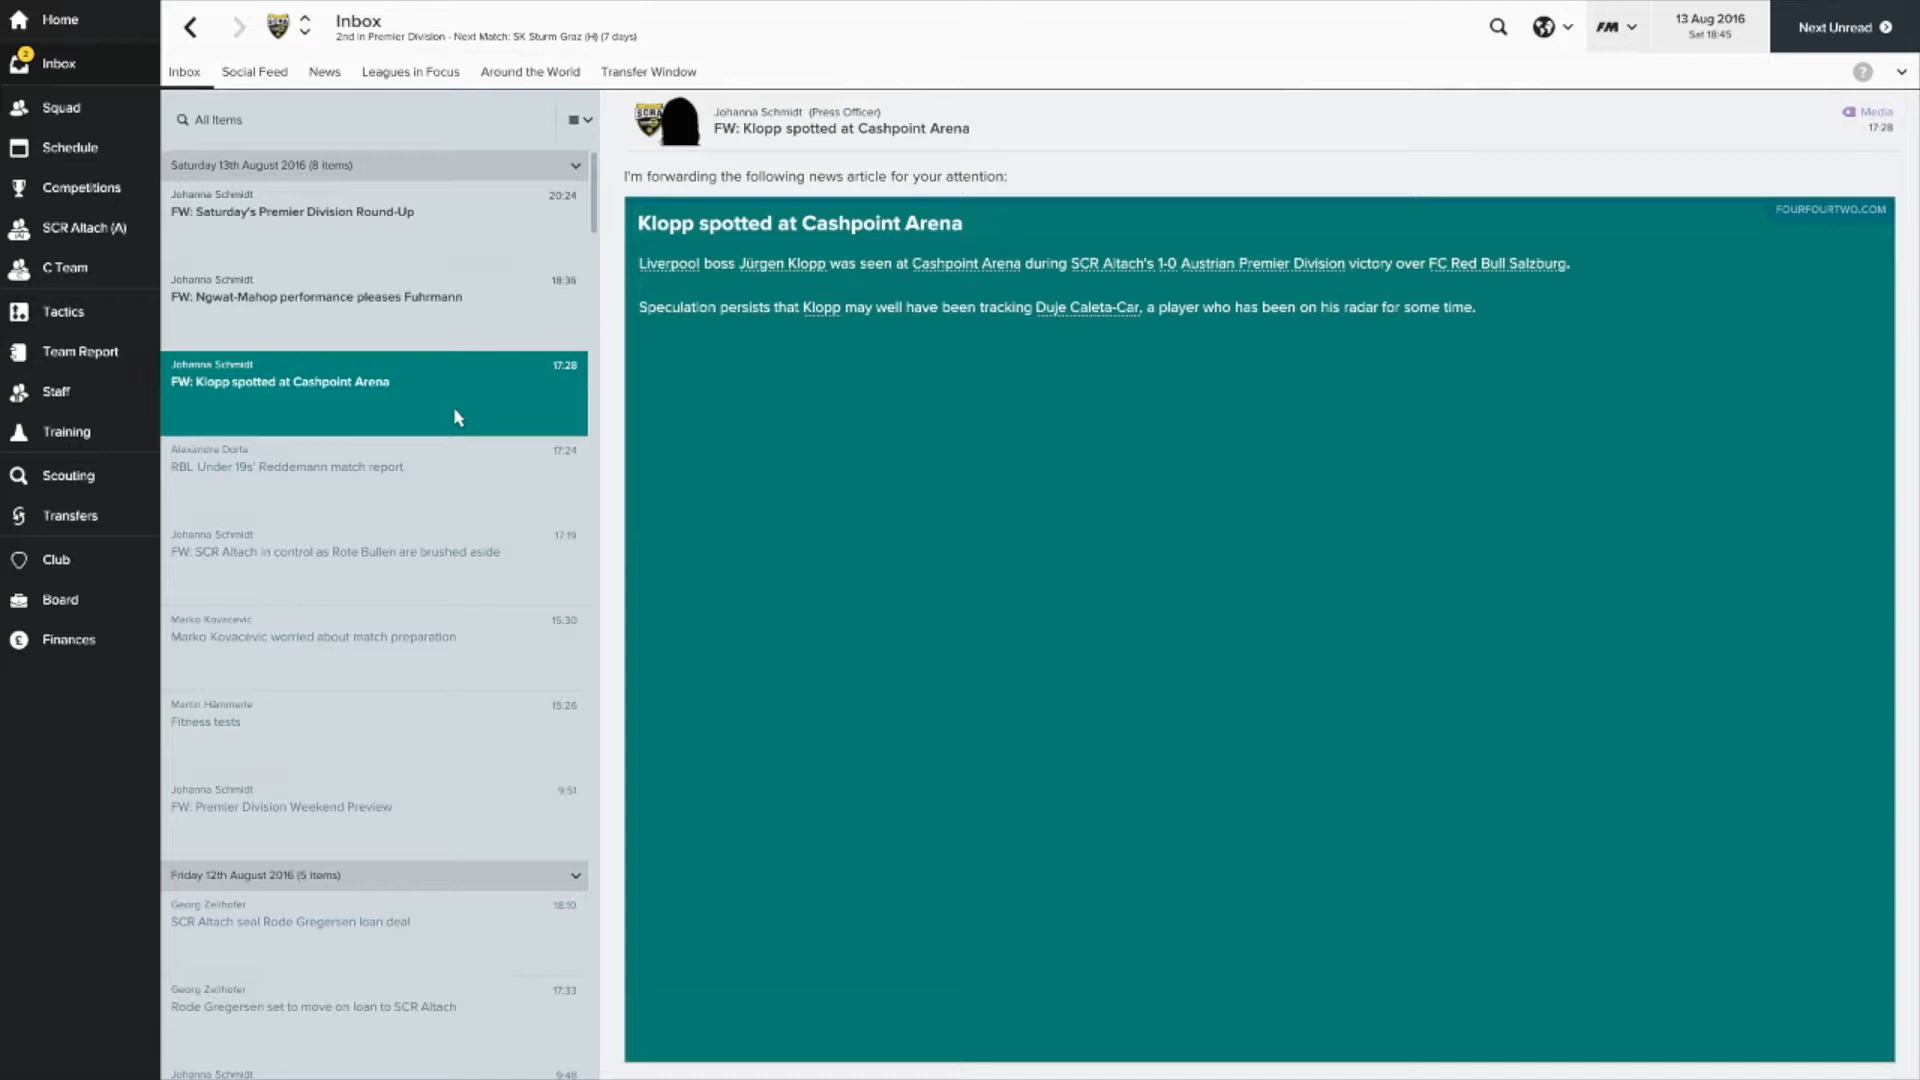 Home
2
Inbox
Squad
Schedule
Competitions
SCR Altach (A)
C Team
Tactics
Team Report
Staff
Training
Scouting
Transfers
Club
Board
Finances
Inbox
2nd in Premier Division - Next Match: SK Sturm Graz (H) (7 days)
FM
13 Aug 2016
Sat 18:45
Next Unread
Inbox Social Feed News Leagues in Focus Around the World Transfer Window
?
All Items
Saturday 13th August 2016 (8 items)
Johanna Schmidt 20:24
FW: Saturday's Premier Division Round-Up
Johanna Schmidt 18:36
FW: Ngwat-Mahop performance pleases Fuhrmann
Johanna Schmidt 17:28
FW: Klopp spotted at Cashpoint Arena
Alexandre Dorta 17:24
RBL Under 19s' Reddemann match report
Johanna Schmidt 17:19
FW: SCR Altach in control as Rote Bullen are brushed aside
Marko Kovacevic 15:30
Marko Kovacevic worried about match preparation
Martin Hämmerle 15:26
Fitness tests
Johanna Schmidt 9:51
FW: Premier Division Weekend Preview
Friday 12th August 2016 (5 items)
Georg Zellhofer 18:10
SCR Altach seal Rode Gregersen loan deal
Georg Zellhofer 17:33
Rode Gregersen set to move on loan to SCR Altach
Johanna Schmidt 9:48
SCRA
Johanna Schmidt (Press Officer)
FW: Klopp spotted at Cashpoint Arena
Media
17:28
I'm forwarding the following news article for your attention:
FOURFOURTWO.COM
Klopp spotted at Cashpoint Arena
Liverpool boss Jürgen Klopp was seen at Cashpoint Arena during SCR Altach's 1-0 Austrian Premier Division victory over FC Red Bull Salzburg.
Speculation persists that Klopp may well have been tracking Duje Caleta-Car, a player who has been on his radar for some time.